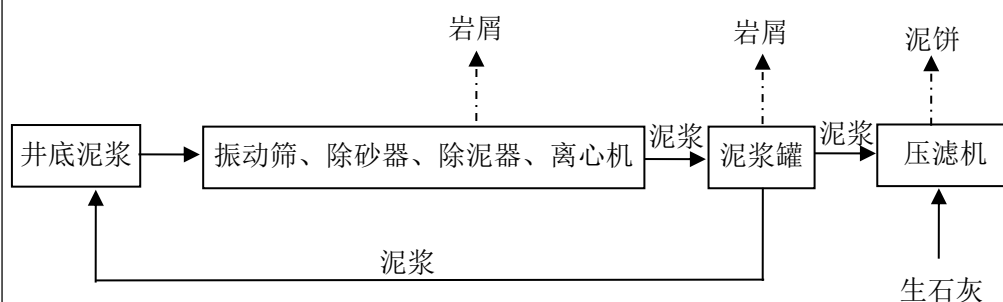 岩屑
岩屑
泥饼
井底泥浆
振动筛、除砂器、除泥器、离心机
泥浆
泥浆罐
泥浆
压滤机
泥浆
生石灰